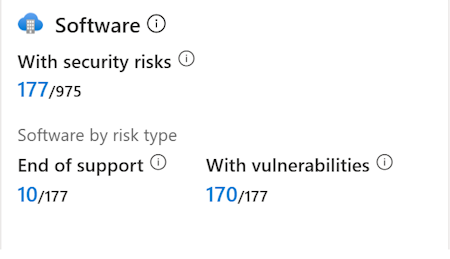 Software
With security risks
177/975
Software by risk type
End of support With vulnerabilities
10/177 170/177